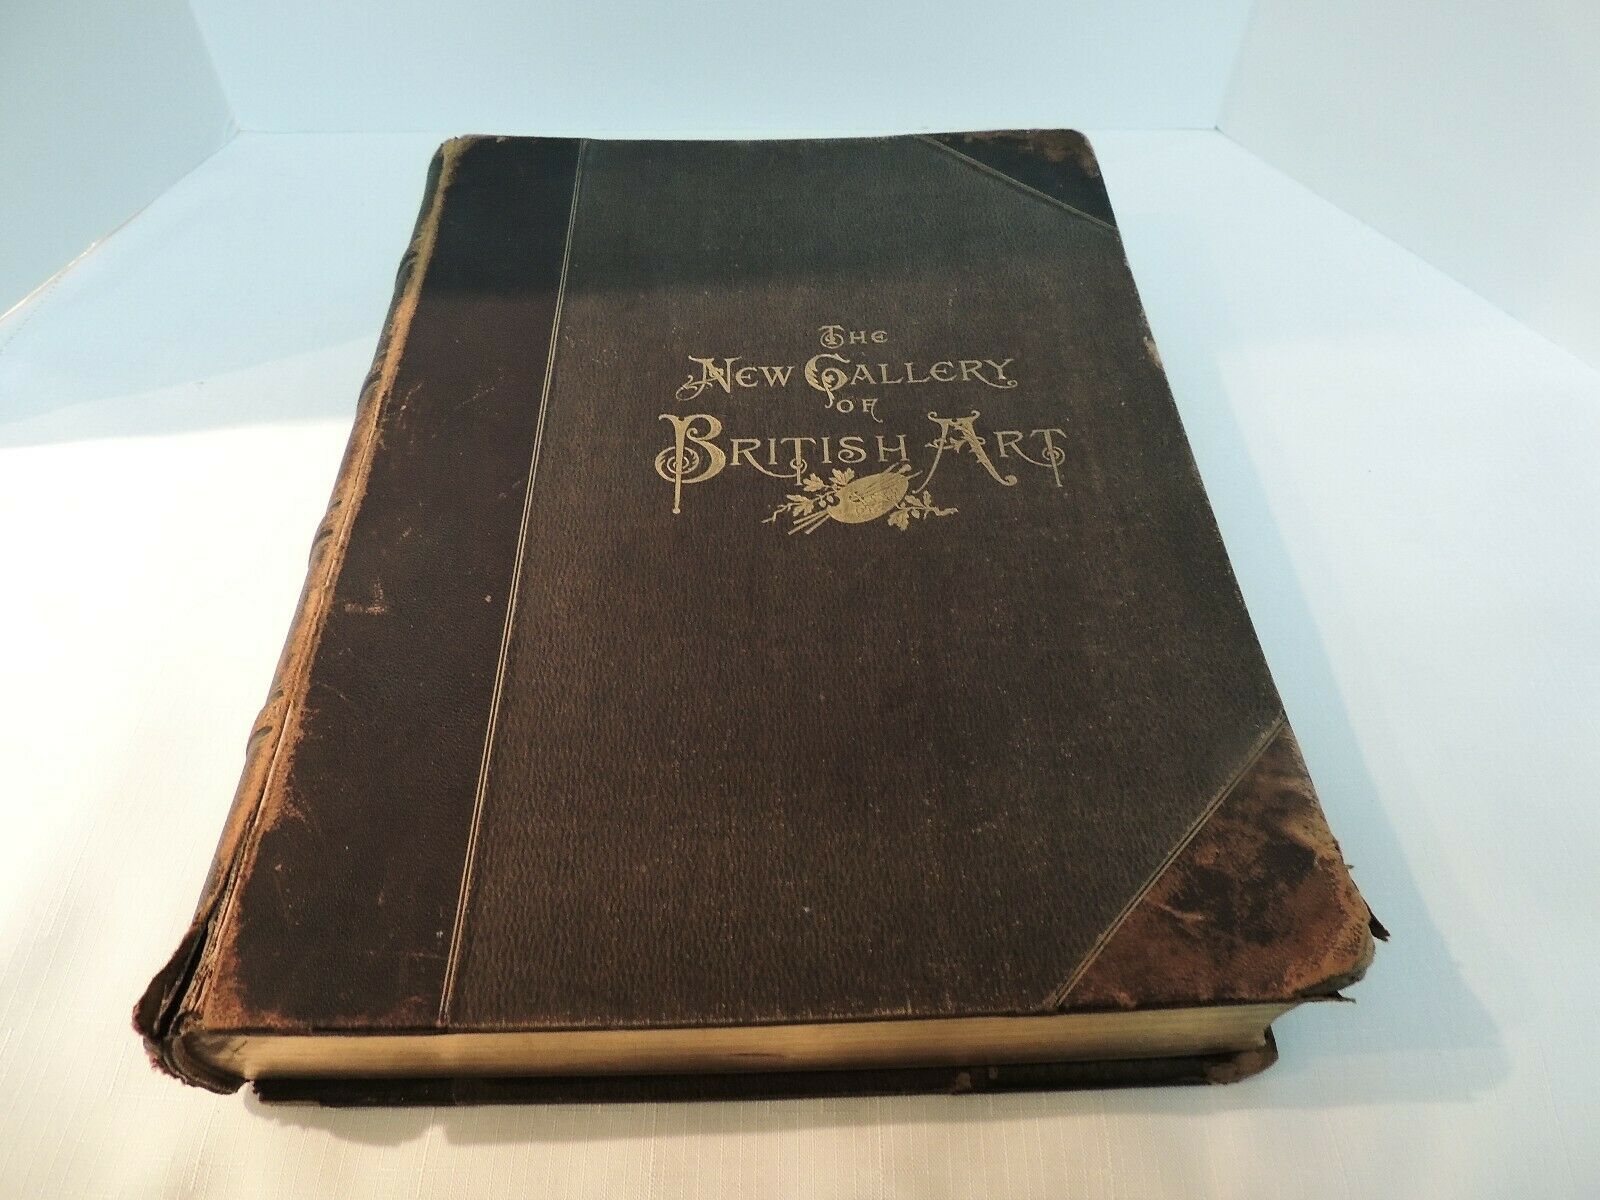 THE
NEW GALLERY
OF
BRITISH ART